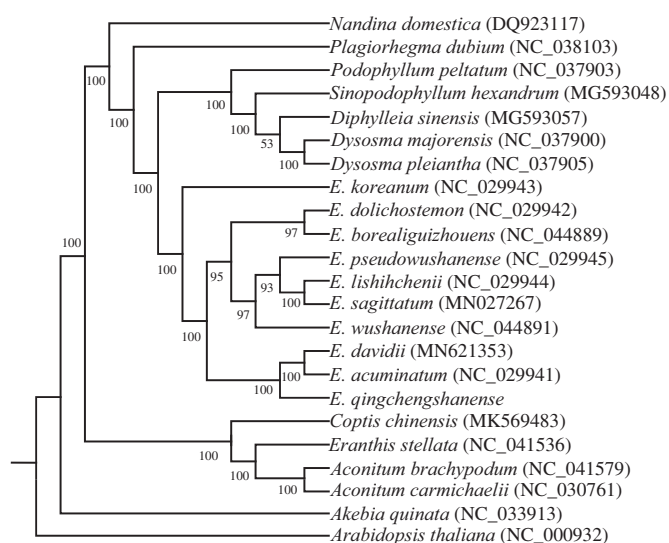 Nandina domestica (DQ923117)
100
Plagiorhegma dubium (NC_038103)
100
Podophyllum peltatum (NC_037903)
100
Sinopodophyllum hexandrum (MG593048)
100
Diphylleia sinensis (MG593057)
53
Dysosma majorensis (NC_037900)
100
Dysosma pleiantha (NC_037905)
100
E. koreanum (NC_029943)
E. dolichostemon (NC_029942)
97
E. borealiguizhouens (NC_044889)
100
100
95
E. pseudowushanense (NC_029945)
93
E. lishihchenii (NC_029944)
100
E. sagittatum (MN027267)
97
E. wushanense (NC_044891)
100
E. davidii (MN621353)
100
E. acuminatum (NC_029941)
100
E. qingchengshanense
Coptis chinensis (MK569483)
100
Eranthis stellata (NC_041536)
100
Aconitum brachypodum (NC_041579)
100
Aconitum carmichaelii (NC_030761)
Akebia quinata (NC_033913)
Arabidopsis thaliana (NC_000932)